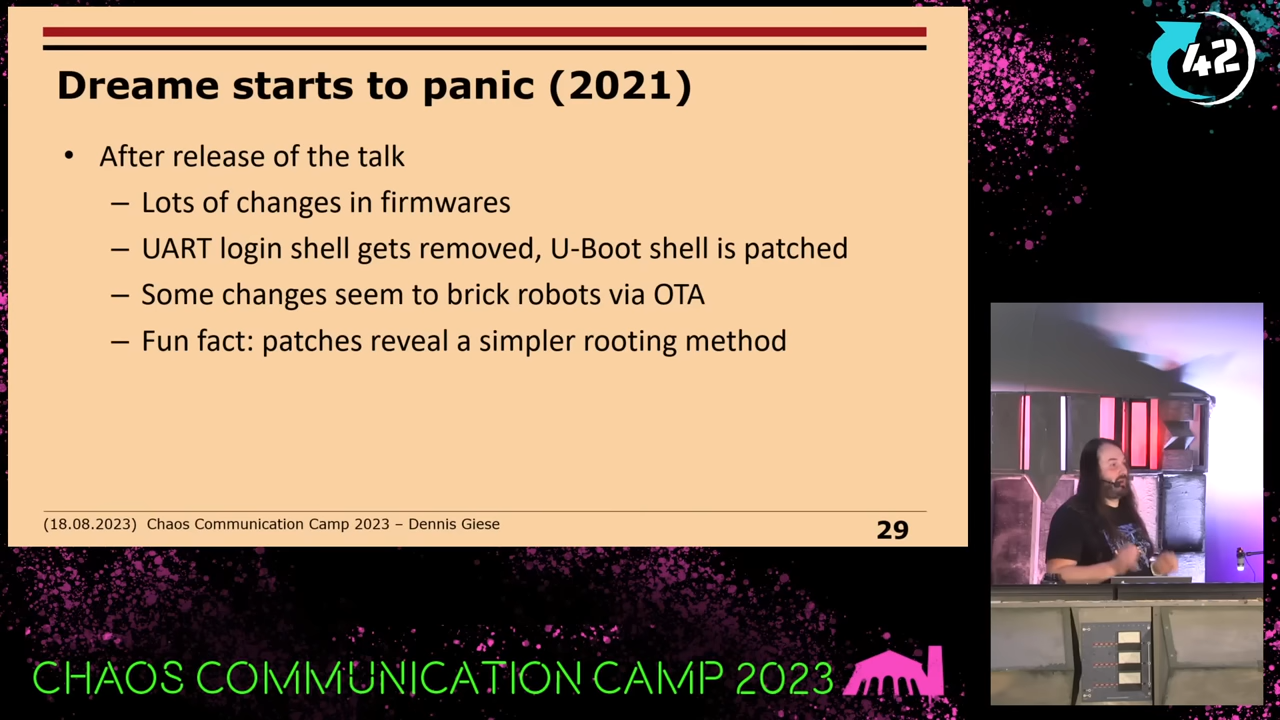 Dreame starts to panic (2021)
• After release of the talk
– Lots of changes in firmwares
– UART login shell gets removed, U-Boot shell is patched
– Some changes seem to brick robots via OTA
– Fun fact: patches reveal a simpler rooting method
(18.08.2023) Chaos Communication Camp 2023 – Dennis Giese
29
42
CHAOS COMMUNICATION CAMP 2023